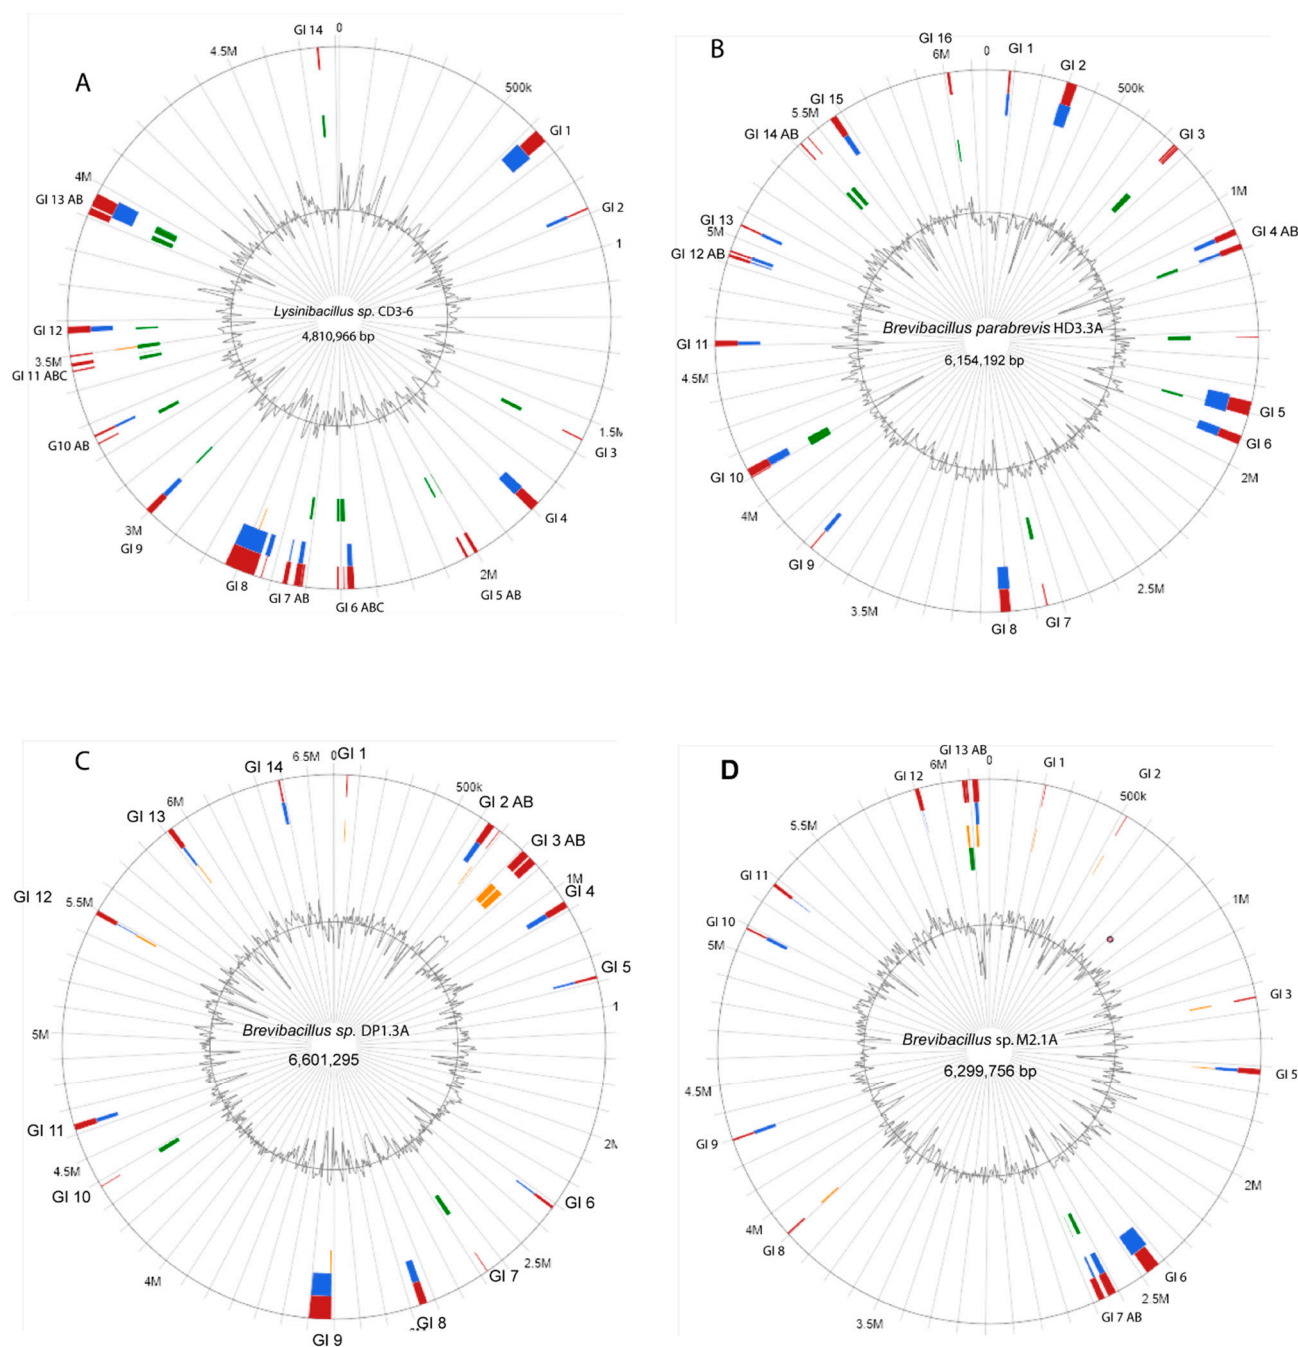 A
GI 14
0
4.5M
500k
GI 1
4M
GI 13 AB
GI 2
1
Lysinibacillus sp. CD3-6
4,810,966 bp
GI 12
3.5M
GI 11 ABC
G10 AB
1.5M
GI 3
GI 4
3M
GI 9
GI 8
GI 7 AB
GI 6 ABC
2M
GI 5 AB
B
GI 16
6M
0
GI 1
GI 2
500k
GI 15
5.5M
GI 14 AB
GI 3
1M
GI 4 AB
GI 13
5M
GI 12 AB
Brevibacillus parabrevis HD3.3A
6,154,192 bp
GI 11
4.5M
GI 5
GI 6
2M
GI 10
4M
GI 9
3.5M
GI 8
GI 7
2.5M
C
6.5M
0
GI 1
GI 14
500k
GI 2 AB
6M
GI 13
GI 3 AB
1M
GI 4
GI 12
5.5M
GI 5
1
5M
Brevibacillus sp. DP1.3A
6,601,295
GI 11
4.5M
GI 10
2M
GI 6
2.5M
GI 7
4M
GI 8
GI 9
D
GI 13 AB
6M
0
GI 12
GI 1
GI 2
500k
5.5M
GI 11
1M
GI 10
5M
GI 3
Brevibacillus sp. M2.1A
6,299,756 bp
GI 5
4.5M
GI 9
2M
4M
GI 8
GI 6
2.5M
GI 7 AB
3.5M